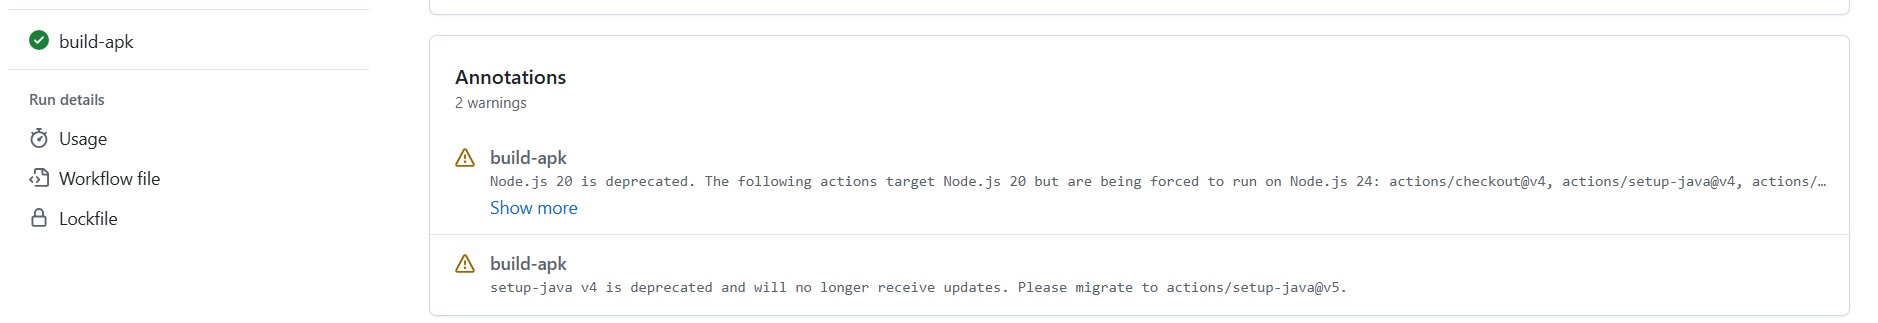 build-apk
Run details
Usage
Workflow file
Lockfile
Annotations
2 warnings
build-apk
Node.js 20 is deprecated. The following actions target Node.js 20 but are being forced to run on Node.js 24: actions/checkout@v4, actions/setup-java@v4, actions/…
Show more
build-apk
setup-java v4 is deprecated and will no longer receive updates. Please migrate to actions/setup-java@v5.